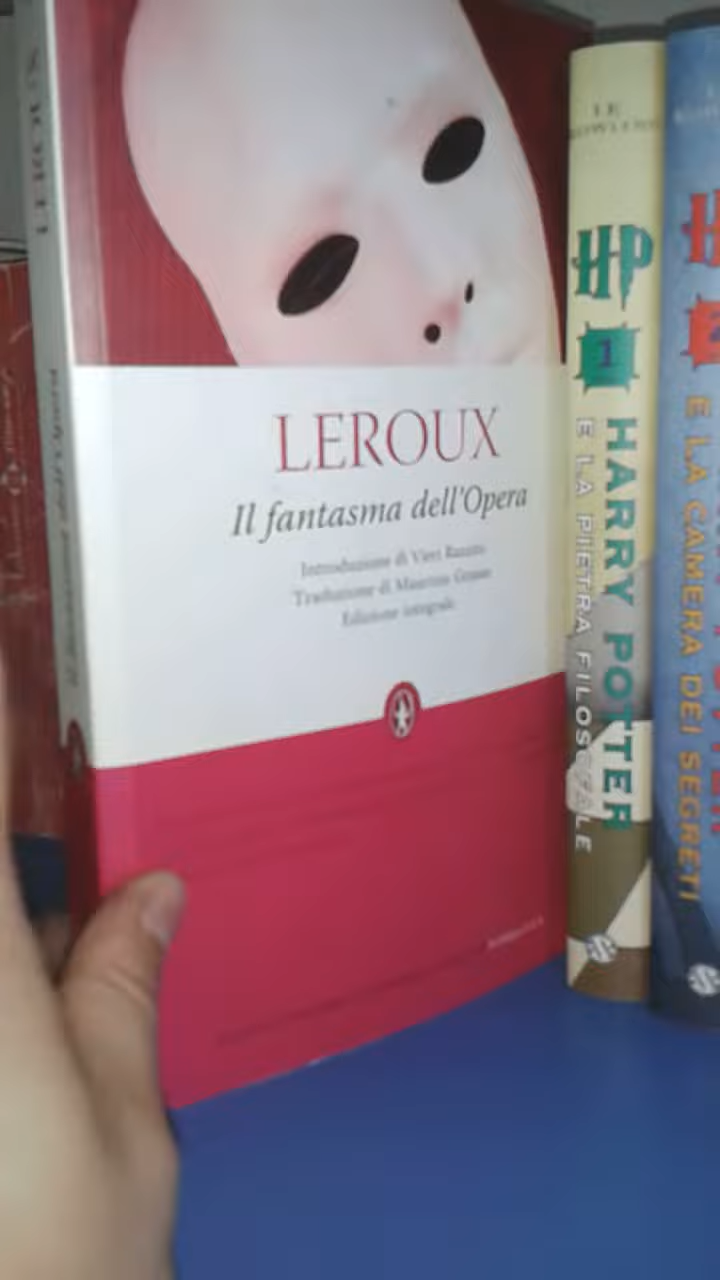 LEROUX
Il fantasma dell'Opera
Introduzione di Vieri Razzini
Traduzione di Maurizio Grasso
Edizione integrale
HP
1
HARRY POTTER
E LA PIETRA FILOSOFALE
2
E LA CAMERA DEI SEGRETI